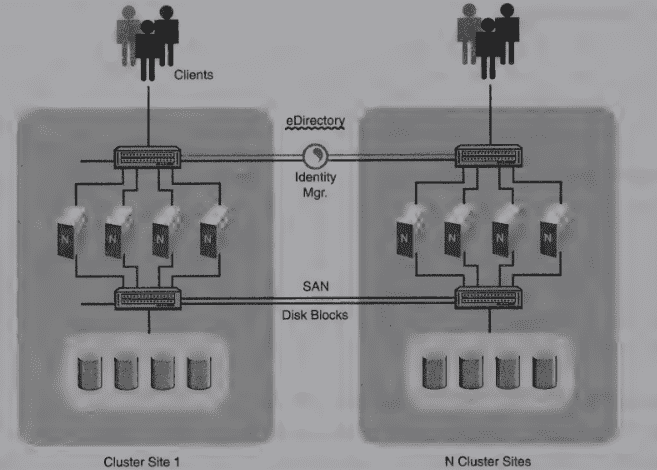 Clients
eDirectory
Identity
Mgr.
N N N N
N N N N
SAN
Disk Blocks
Cluster Site 1
N Cluster Sites